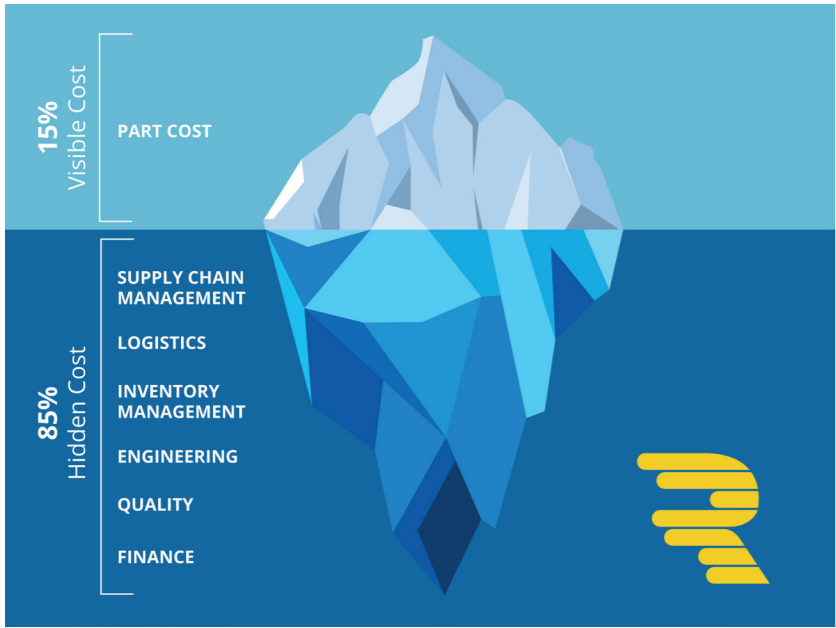 15%
Visible Cost
PART COST
85%
Hidden Cost
SUPPLY CHAIN
MANAGEMENT
LOGISTICS
INVENTORY
MANAGEMENT
ENGINEERING
QUALITY
FINANCE